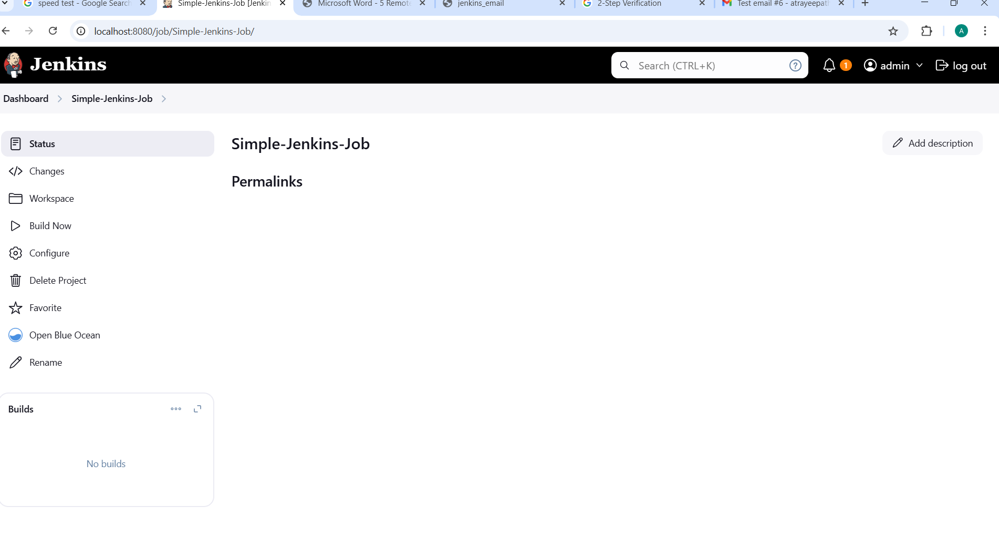 speed test - Google Search
Simple-Jenkins-Job [Jenkin
Microsoft Word - 5 Remote
jenkins_email
2-Step Verification
Test email #6 - atrayeepath
localhost:8080/job/Simple-Jenkins-Job/
A
Jenkins
Search (CTRL+K)
?
1
admin
log out
Dashboard
Simple-Jenkins-Job
Status
Changes
Workspace
Build Now
Configure
Delete Project
Favorite
Open Blue Ocean
Rename
Simple-Jenkins-Job
Add description
Permalinks
Builds
No builds